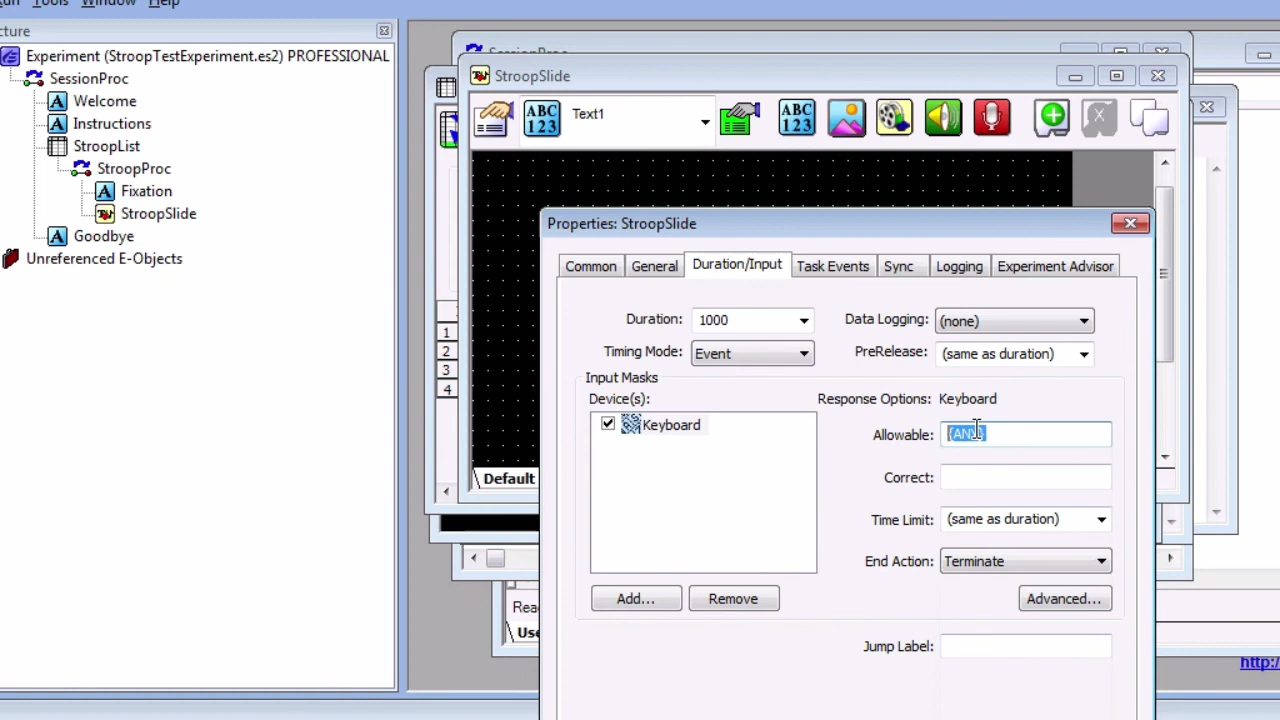 Run Tools Window Help
cture
Experiment (StroopTestExperiment.es2) PROFESSIONAL
SessionProc
Welcome
Instructions
StroopList
StroopProc
Fixation
StroopSlide
Goodbye
Unreferenced E-Objects
SessionProc
StroopSlide
ABC 123
Text1
ABC 123
1
2
3
4
Default
Properties: StroopSlide
Common General Duration/Input Task Events Sync Logging Experiment Advisor
Duration: 1000 Data Logging: (none)
Timing Mode: Event PreRelease: (same as duration)
Input Masks
Device(s): Response Options: Keyboard
Keyboard Allowable: {ANY}
Correct:
Time Limit: (same as duration)
End Action: Terminate
Add... Remove Advanced...
Jump Label:
Rea
Use
http:/